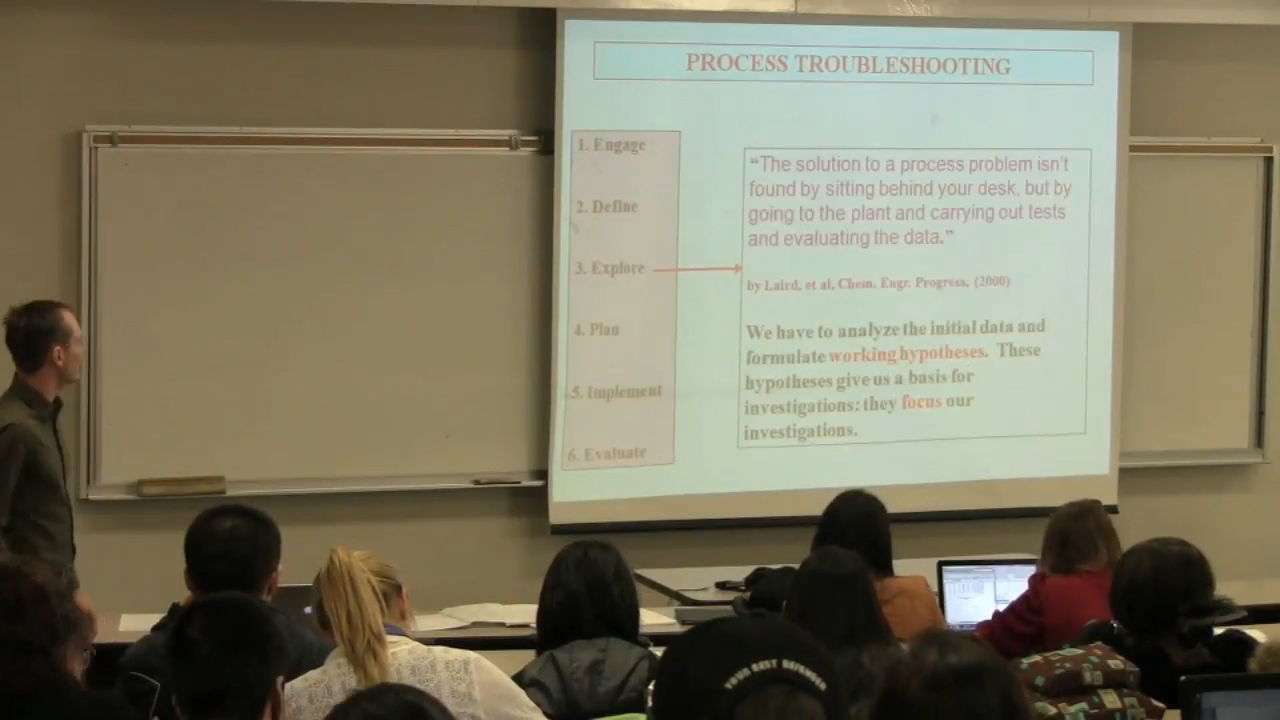 PROCESS TROUBLESHOOTING
1. Engage
2. Define
3. Explore
4. Plan
5. Implement
6. Evaluate
“The solution to a process problem isn't
found by sitting behind your desk, but by
going to the plant and carrying out tests
and evaluating the data.”
by Laird, et al, Chem. Engr. Progress, (2000)
We have to analyze the initial data and
formulate working hypotheses. These
hypotheses give us a basis for
investigations: they focus our
investigations.
YOUR BEST DEFENDER